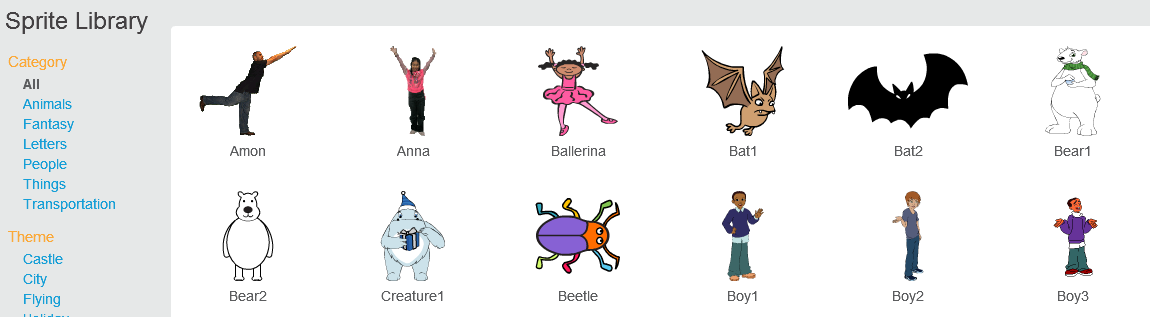 Sprite Library
Category
All
Animals
Fantasy
Letters
People
Things
Transportation
Theme
Castle
City
Flying
Holiday
Amon
Anna
Ballerina
Bat1
Bat2
Bear1
Bear2
Creature1
Beetle
Boy1
Boy2
Boy3